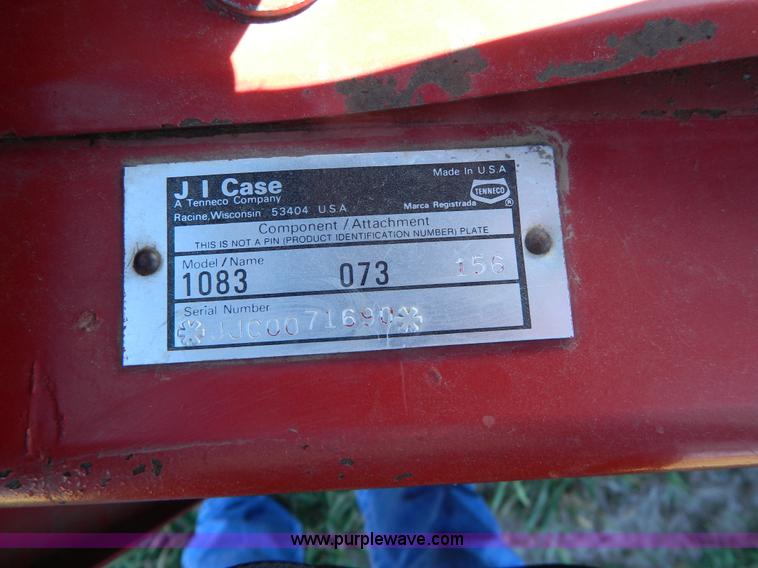 J I Case
A Tenneco Company
Racine, Wisconsin 53404 U.S.A.
Made In U.S.A
TENNECO
Marca Registrada ®
Component / Attachment
THIS IS NOT A PIN (PRODUCT IDENTIFICATION NUMBER) PLATE
Model / Name
1083 073 156
Serial Number
*JJC0071690*
www.purplewave.com